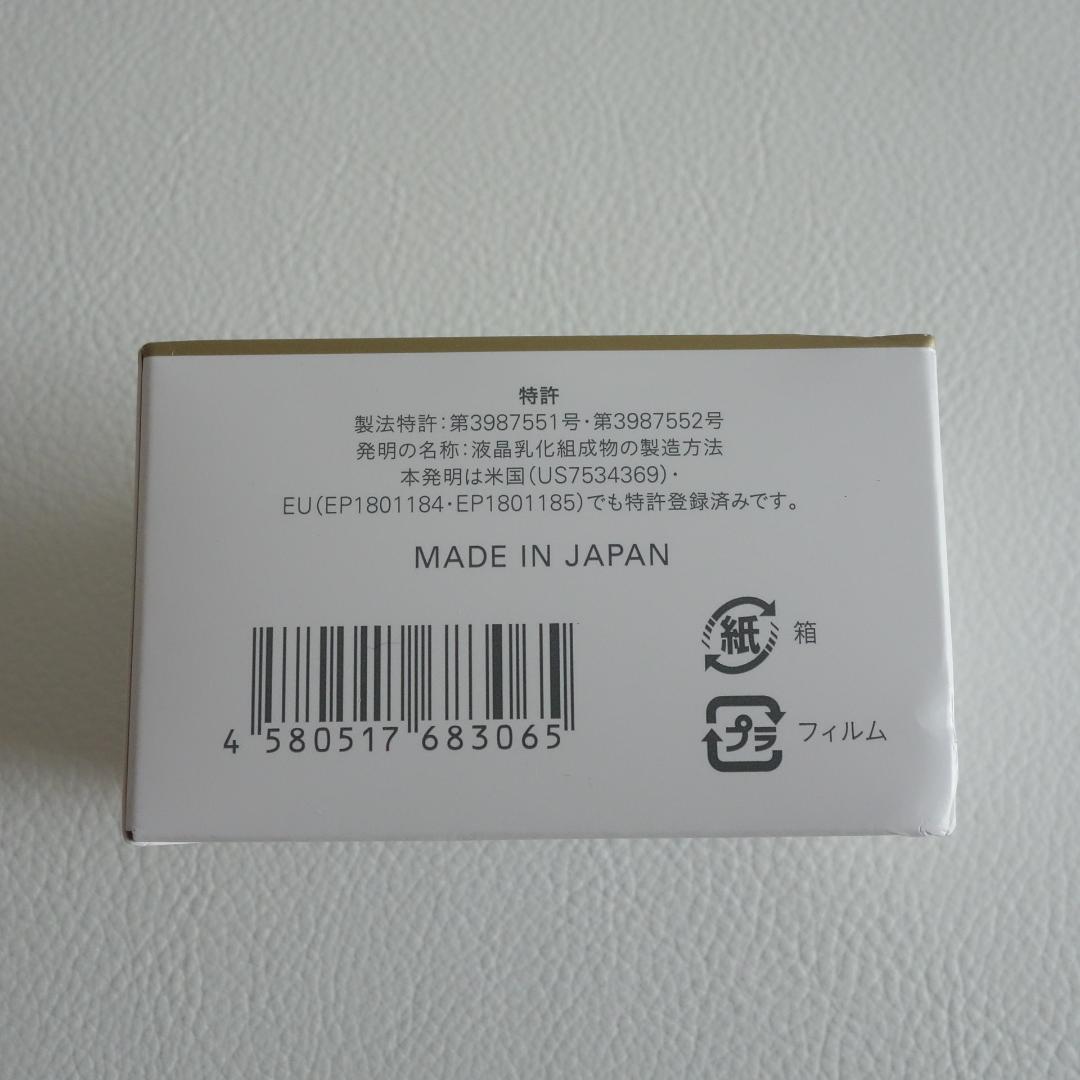 特許
製法特許:第3987551号・第3987552号
発明の名称:液晶乳化組成物の製造方法
本発明は米国(US7534369)・
EU(EP1801184・EP1801185)でも特許登録済みです。
MADE IN JAPAN
紙 箱
プラ フィルム
4 580517 683065